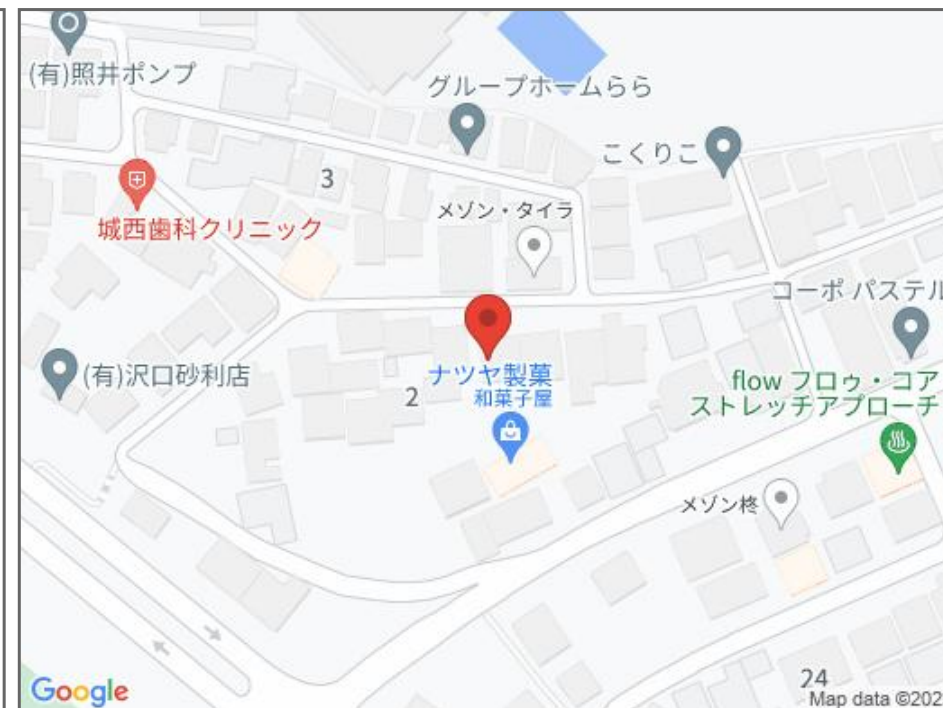 (有)照井ポンプ
グループホームらら
こくりこ
3
メゾン・タイラ
城西歯科クリニック
コーポ パステル
(有)沢口砂利店
ナツヤ製菓
和菓子屋
2
flow フロゥ・コア
ストレッチアプローチ
メゾン柊
24
Google
Map data ©202